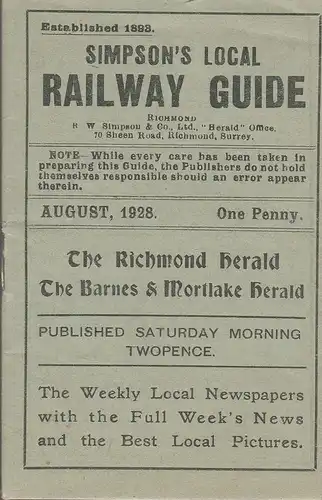 Established 1893.
SIMPSON'S LOCAL
RAILWAY GUIDE
RICHMOND
W Simpson & Co., Ltd., "Herald" Office,
70 Sheen Road, Richmond, Surrey.
NOTE—While every care has been taken in
preparing this Guide, the Publishers do not hold
themselves responsible should an error appear
therein.
AUGUST, 1928. One Penny.
The Richmond Herald
The Barnes & Mortlake Herald
PUBLISHED SATURDAY MORNING
TWOPENCE.
The Weekly Local Newspapers
with the Full Week's News
and the Best Local Pictures.